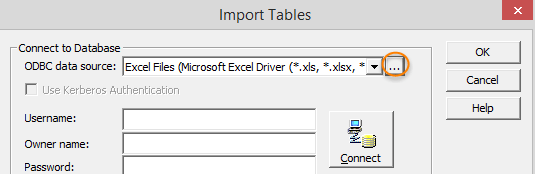 Import Tables
Connect to Database
ODBC data source: Excel Files (Microsoft Excel Driver (*.xls, *.xlsx, * ...
OK
Use Kerberos Authentication
Cancel
Username:
Help
Owner name:
Connect
Password: